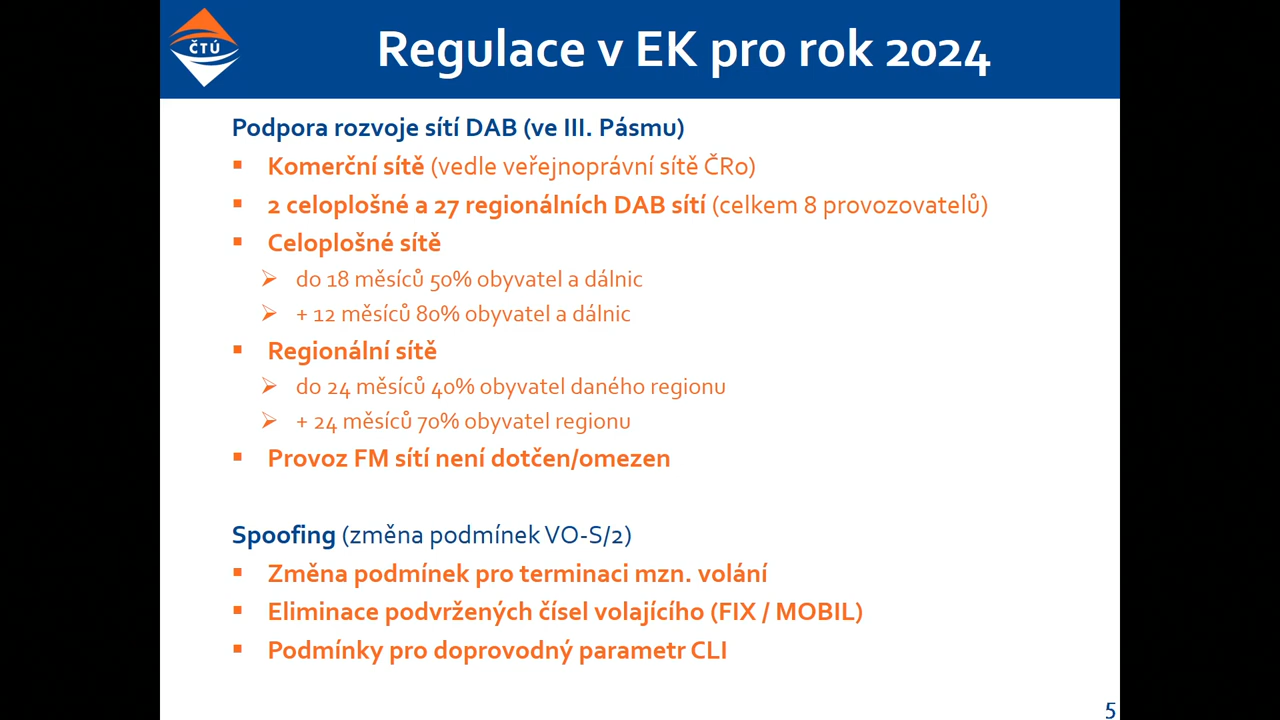 ČTÚ
Regulace v EK pro rok 2024
Podpora rozvoje sítí DAB (ve III. Pásmu)
▪ Komerční sítě (vedle veřejnoprávní sítě ČRo)
▪ 2 celoplošné a 27 regionálních DAB sítí (celkem 8 provozovatelů)
▪ Celoplošné sítě
➢ do 18 měsíců 50% obyvatel a dálnic
➢ + 12 měsíců 80% obyvatel a dálnic
▪ Regionální sítě
➢ do 24 měsíců 40% obyvatel daného regionu
➢ + 24 měsíců 70% obyvatel regionu
▪ Provoz FM sítí není dotčen/omezen
Spoofing (změna podmínek VO-S/2)
▪ Změna podmínek pro terminaci mzn. volání
▪ Eliminace podvržených čísel volajícího (FIX / MOBIL)
▪ Podmínky pro doprovodný parametr CLI
5